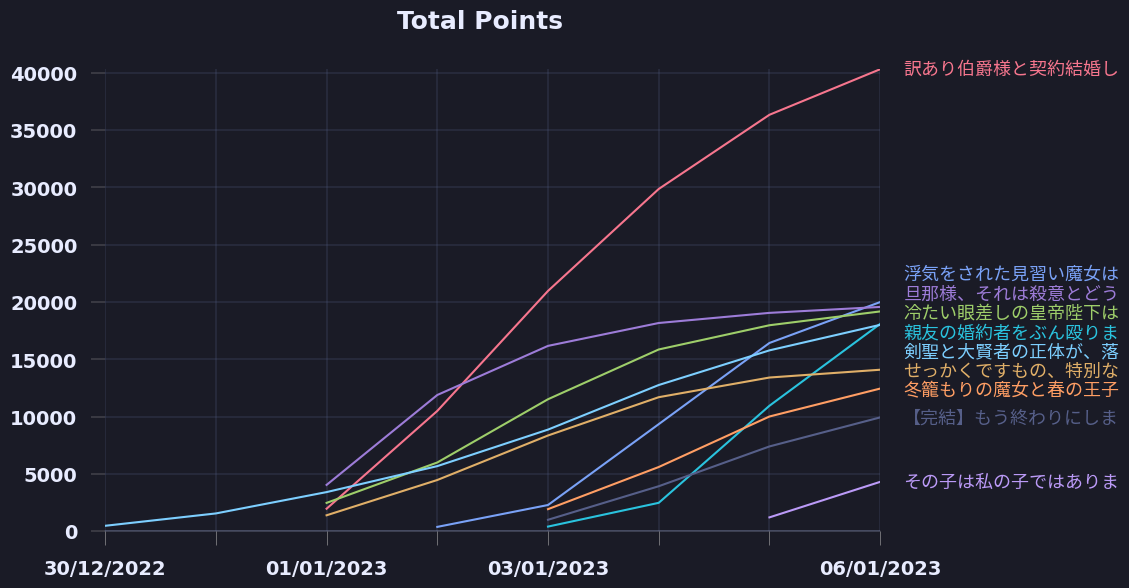 Total Points
40000
35000
30000
25000
20000
15000
10000
5000
0
30/12/2022
01/01/2023
03/01/2023
06/01/2023
訳あり伯爵様と契約結婚し
浮気をされた見習い魔女は
旦那様、それは殺意とどう
冷たい眼差しの皇帝陛下は
親友の婚約者をぶん殴りま
剣聖と大賢者の正体が、落
せっかくですもの、特別な
冬籠もりの魔女と春の王子
【完結】もう終わりにしま
その子は私の子ではありま